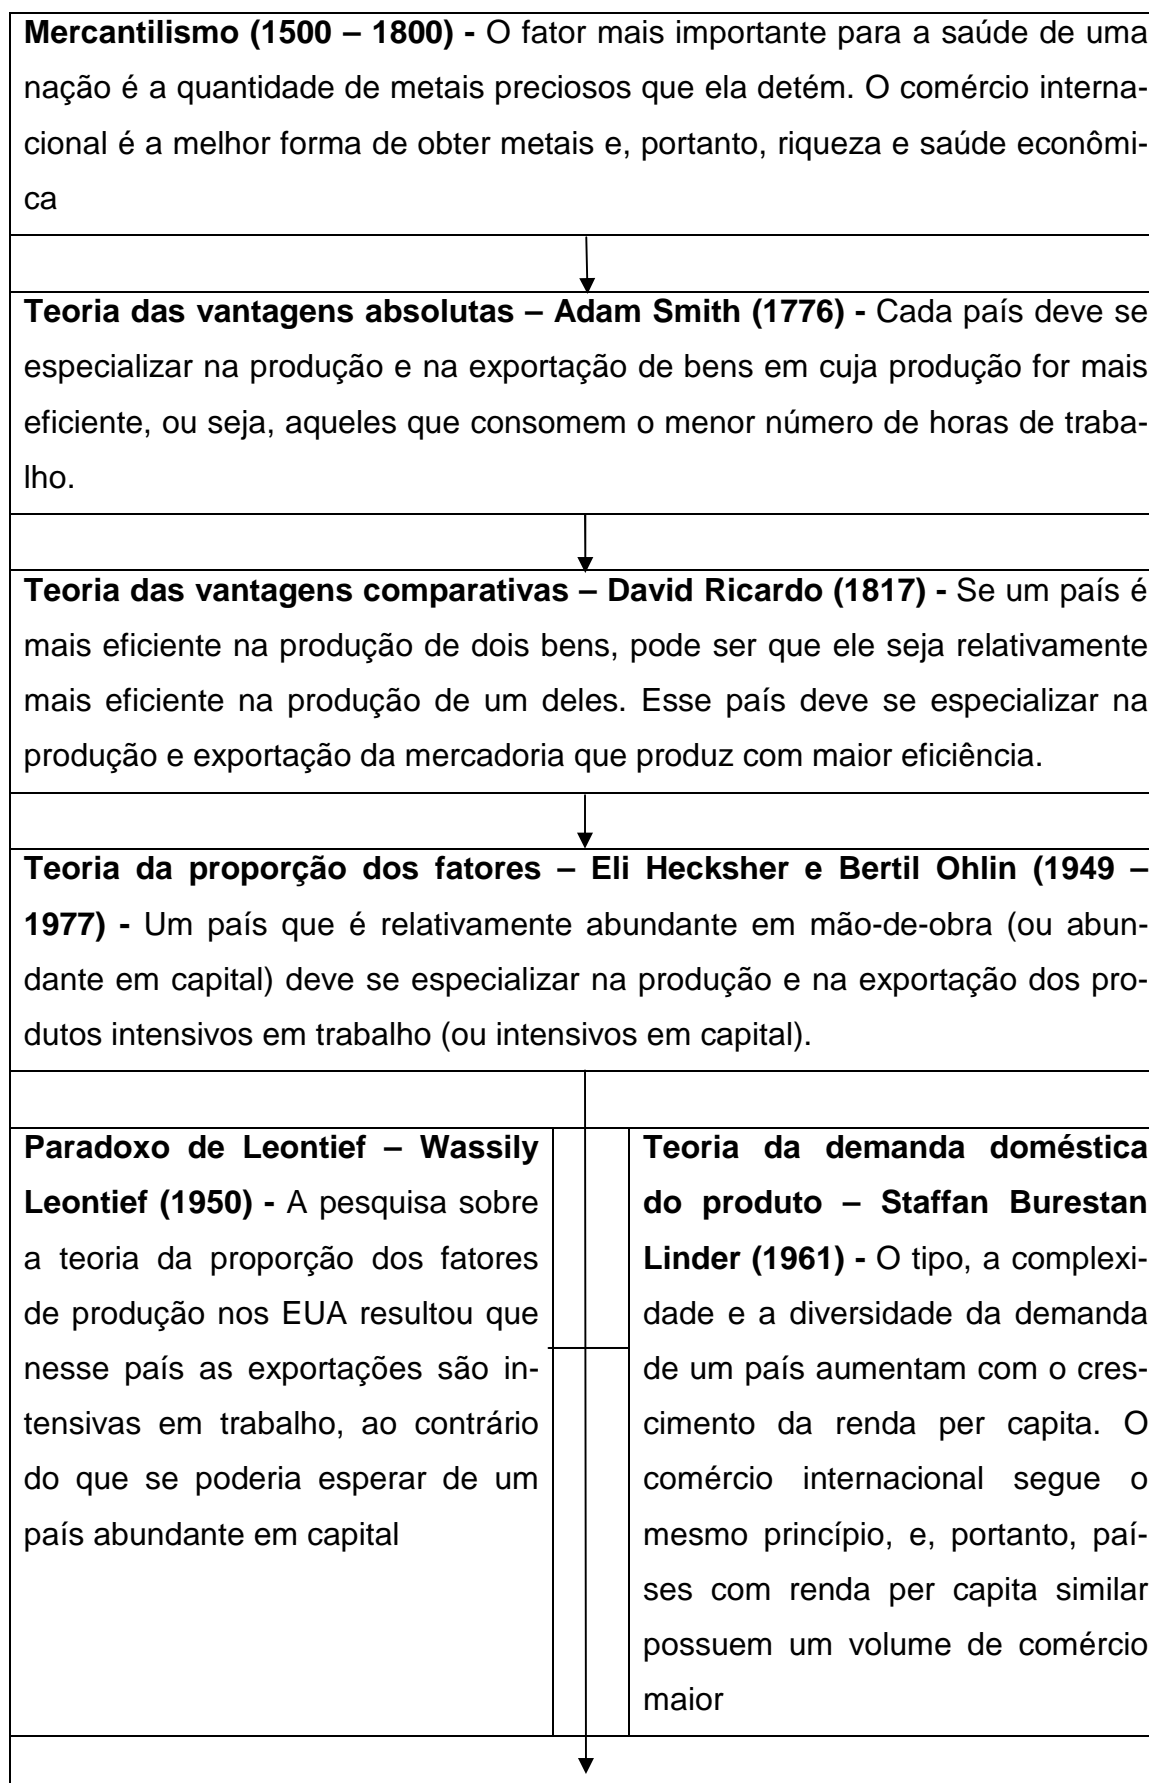 Mercantilismo (1500 – 1800) - O fator mais importante para a saúde de uma
nação é a quantidade de metais preciosos que ela detém. O comércio interna-
cional é a melhor forma de obter metais e, portanto, riqueza e saúde econômi-
ca
Teoria das vantagens absolutas – Adam Smith (1776) - Cada país deve se
especializar na produção e na exportação de bens em cuja produção for mais
eficiente, ou seja, aqueles que consomem o menor número de horas de traba-
lho.
Teoria das vantagens comparativas – David Ricardo (1817) - Se um país é
mais eficiente na produção de dois bens, pode ser que ele seja relativamente
mais eficiente na produção de um deles. Esse país deve se especializar na
produção e exportação da mercadoria que produz com maior eficiência.
Teoria da proporção dos fatores – Eli Hecksher e Bertil Ohlin (1949 –
1977) - Um país que é relativamente abundante em mão-de-obra (ou abun-
dante em capital) deve se especializar na produção e na exportação dos pro-
dutos intensivos em trabalho (ou intensivos em capital).
Paradoxo de Leontief – Wassily
Leontief (1950) - A pesquisa sobre
a teoria da proporção dos fatores
de produção nos EUA resultou que
nesse país as exportações são in-
tensivas em trabalho, ao contrário
do que se poderia esperar de um
país abundante em capital
Teoria da demanda doméstica
do produto – Staffan Burestan
Linder (1961) - O tipo, a complexi-
dade e a diversidade da demanda
de um país aumentam com o cres-
cimento da renda per capita. O
comércio internacional segue o
mesmo princípio, e, portanto, paí-
ses com renda per capita similar
possuem um volume de comércio
maior